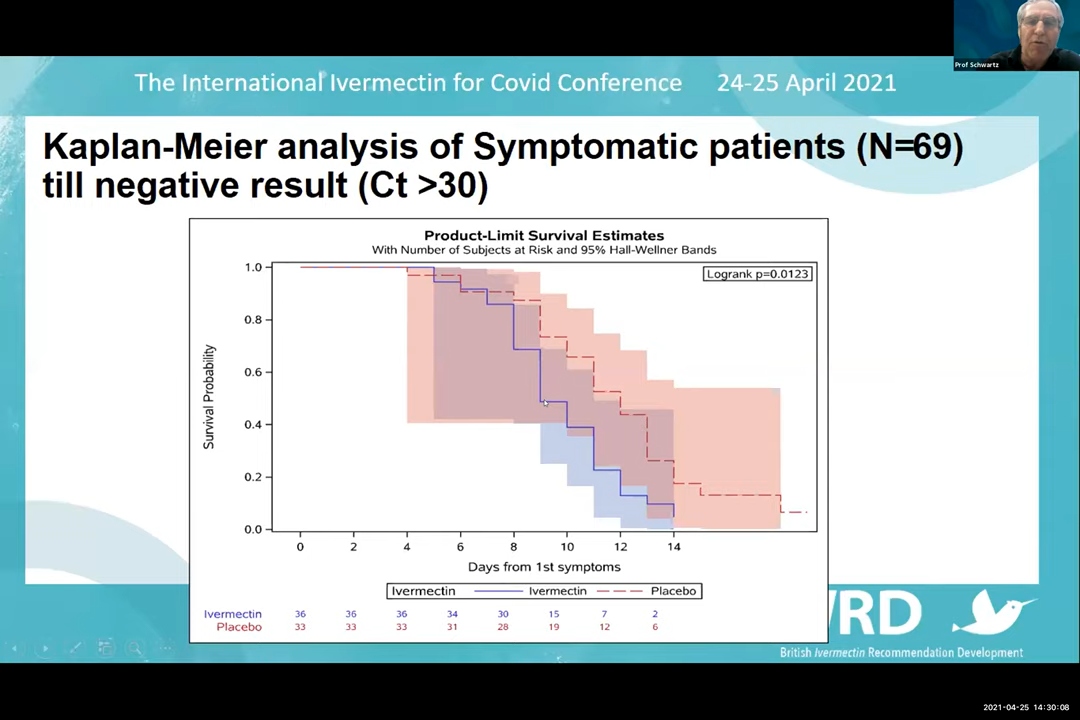 Prof Schwartz
The International Ivermectin for Covid Conference 24-25 April 2021
Kaplan-Meier analysis of Symptomatic patients (N=69)
till negative result (Ct >30)
Product-Limit Survival Estimates
With Number of Subjects at Risk and 95% Hall-Wellner Bands
Logrank p=0.0123
1.0
0.8
0.6
0.4
0.2
0.0
Survival Probability
0 2 4 6 8 10 12 14
Days from 1st symptoms
Ivermectin Ivermectin Placebo
Ivermectin 36 36 36 34 30 15 7 2
Placebo 33 33 33 31 28 19 12 6
RD
British Ivermectin Recommendation Development
2021-04-25 14:30:08